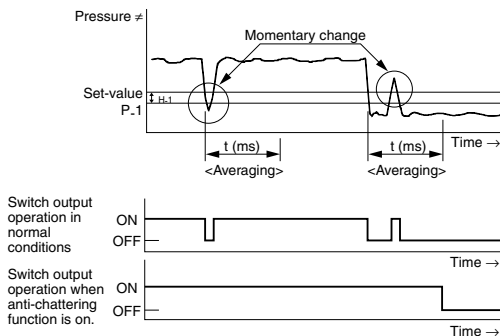 Pressure ≠
Momentary change
Set-value
H-1
P-1
t (ms)
t (ms)
Time →
<Averaging>
<Averaging>
Switch output
operation in
normal
conditions
ON
OFF
Time →
Switch output
operation when
anti-chattering
function is on.
ON
OFF
Time →